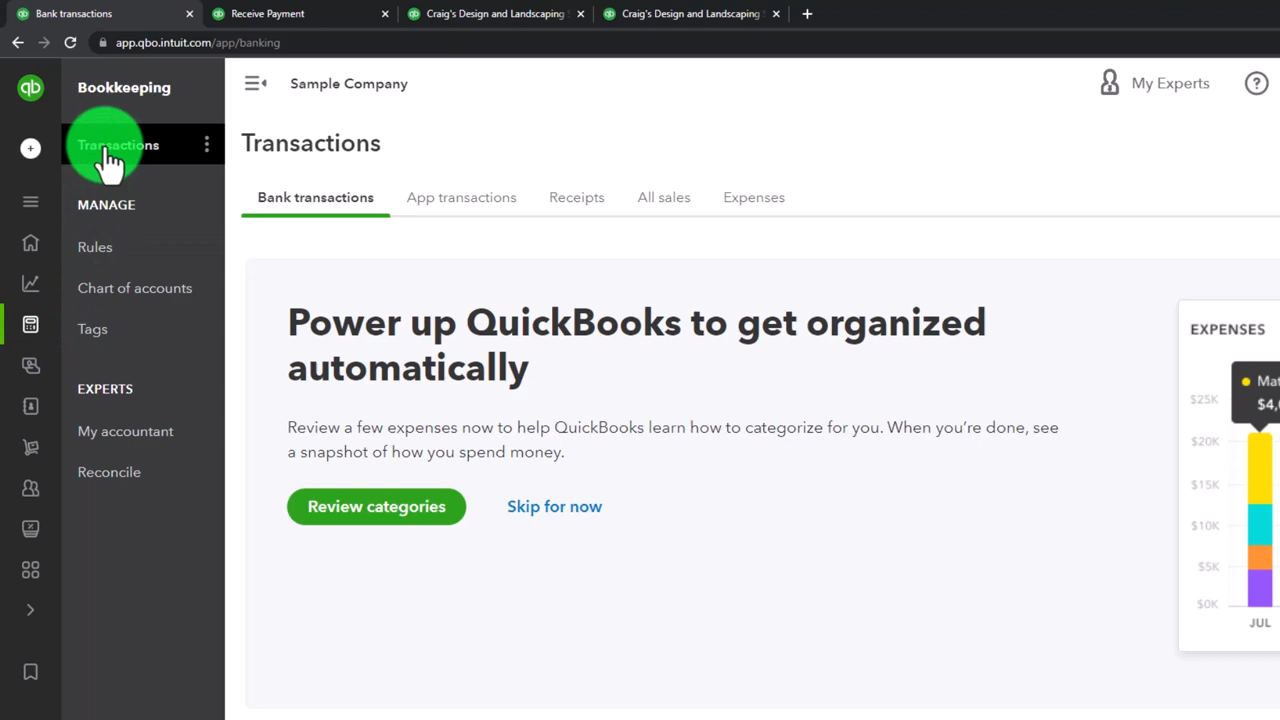 Bank transactions
Receive Payment
Craig's Design and Landscaping
Craig's Design and Landscaping
app.qbo.intuit.com/app/banking
qb
Bookkeeping
Sample Company
My Experts
?
Transactions
Transactions
Bank transactions
App transactions
Receipts
All sales
Expenses
MANAGE
Rules
Chart of accounts
Tags
EXPERTS
My accountant
Reconcile
Power up QuickBooks to get organized
automatically
Review a few expenses now to help QuickBooks learn how to categorize for you. When you're done, see
a snapshot of how you spend money.
Review categories
Skip for now
EXPENSES
$25K
$20K
$15K
$10K
$5K
$0K
JUL